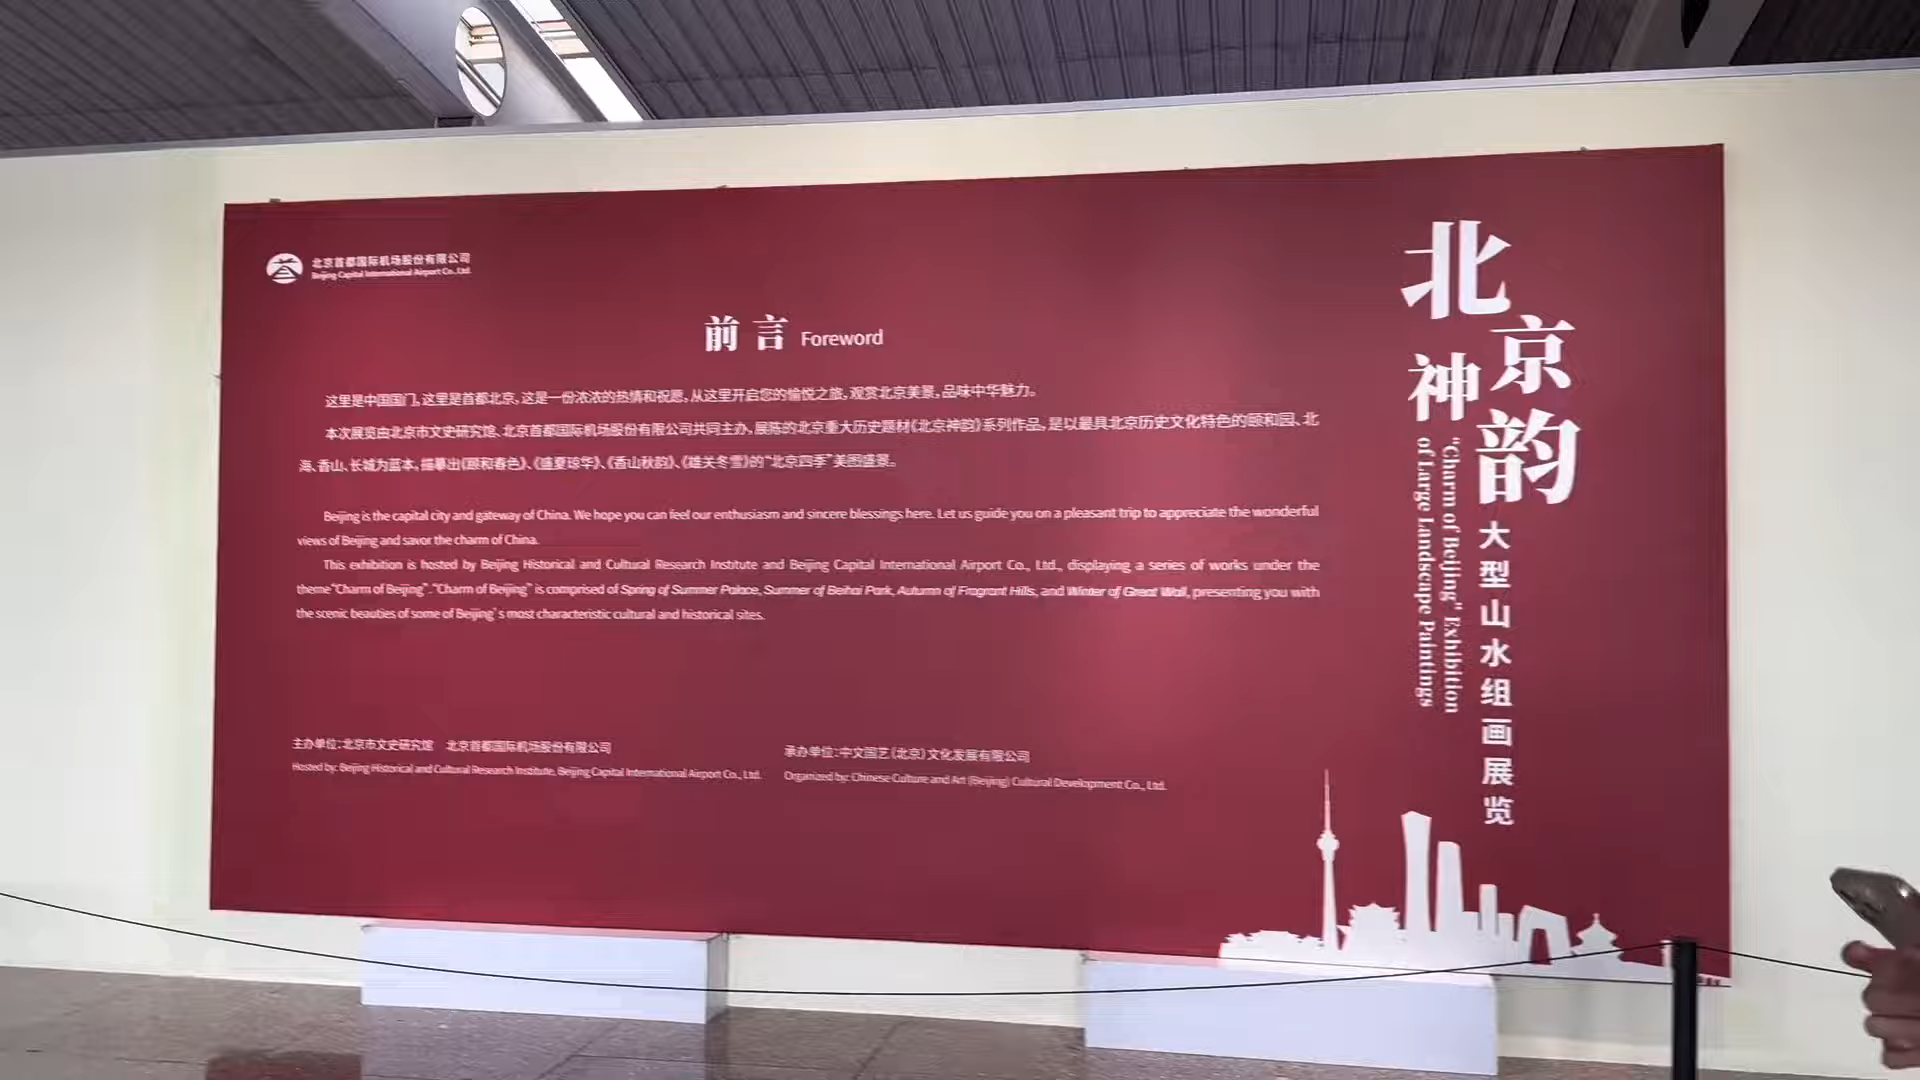 北京首都国际机场股份有限公司
Beijing Capital International Airport Co., Ltd.
前言 Foreword
这里是中国国门,这里是首都北京,这是一份浓浓的热情和祝愿,从这里开启您的愉悦之旅,观赏北京美景,品味中华魅力。
本次展览由北京市文史研究馆、北京首都国际机场股份有限公司共同主办,展陈的北京重大历史题材《北京神韵》系列作品,是以最具北京历史文化特色的颐和园、北
海、香山、长城为蓝本,描摹出《颐和春色》、《盛夏琼华》、《香山秋韵》、《雄关冬雪》的“北京四季”美图盛景。
Beijing is the capital city and gateway of China. We hope you can feel our enthusiasm and sincere blessings here. Let us guide you on a pleasant trip to appreciate the wonderful
views of Beijing and savor the charm of China.
This exhibition is hosted by Beijing Historical and Cultural Research Institute and Beijing Capital International Airport Co., Ltd., displaying a series of works under the
theme “Charm of Beijing”. “Charm of Beijing” is comprised of Spring of Summer Palace, Summer of Beihai Park, Autumn of Fragrant Hills, and Winter of Great Wall, presenting you with
the scenic beauties of some of Beijing's most characteristic cultural and historical sites.
主办单位:北京市文史研究馆 北京首都国际机场股份有限公司
Hosted by: Beijing Historical and Cultural Research Institute, Beijing Capital International Airport Co., Ltd.
承办单位:中文国艺(北京)文化发展有限公司
Organized by: Chinese Culture and Art (Beijing) Cultural Development Co., Ltd.
北京神韵
大型山水组画展览
“Charm of Beijing” Exhibition
of Large Landscape Paintings